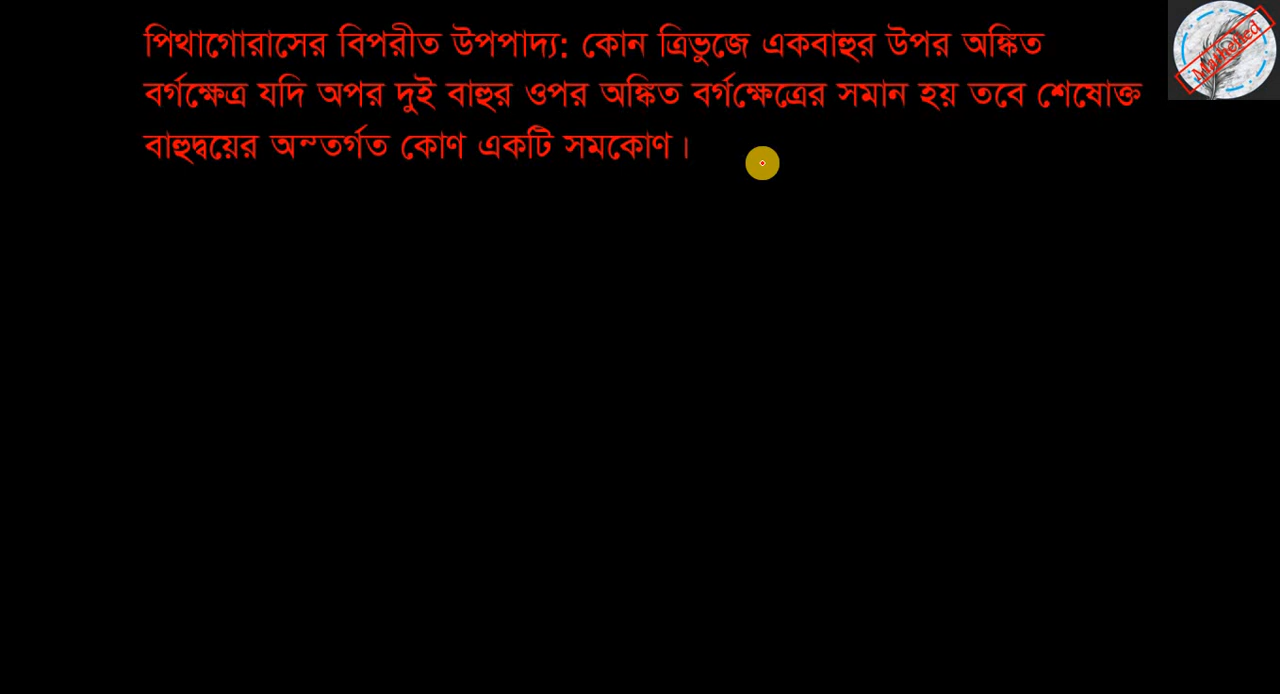 পিথাগোরাসের বিপরীত উপপাদ্য: কোন ত্রিভুজে একবাহুর উপর অঙ্কিত
বর্গক্ষেত্র যদি অপর দুই বাহুর ওপর অঙ্কিত বর্গক্ষেত্রের সমান হয় তবে শেষোক্ত
বাহুদ্বয়ের অন্তর্গত কোণ একটি সমকোণ।